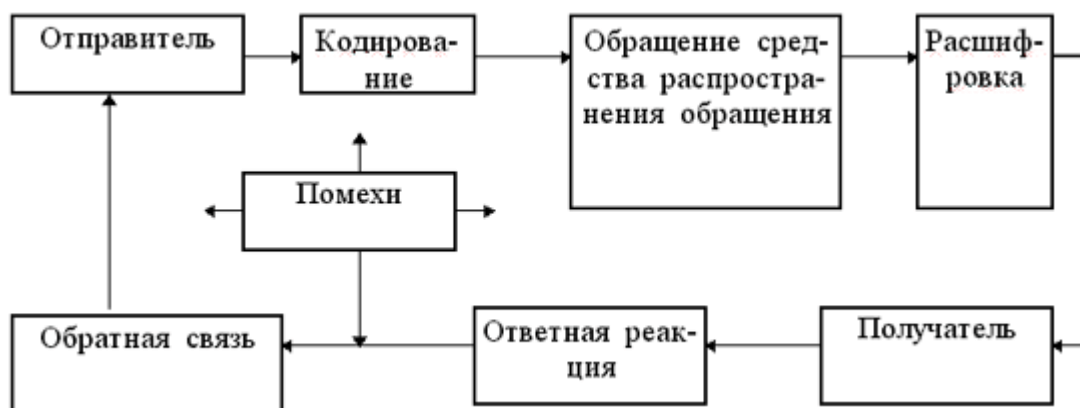 Отправитель
Кодирова-
ние
Обращение сред-
ства распростра-
нения обращения
Расшиф-
ровка
Помехи
Обратная связь
Ответная реак-
ция
Получатель